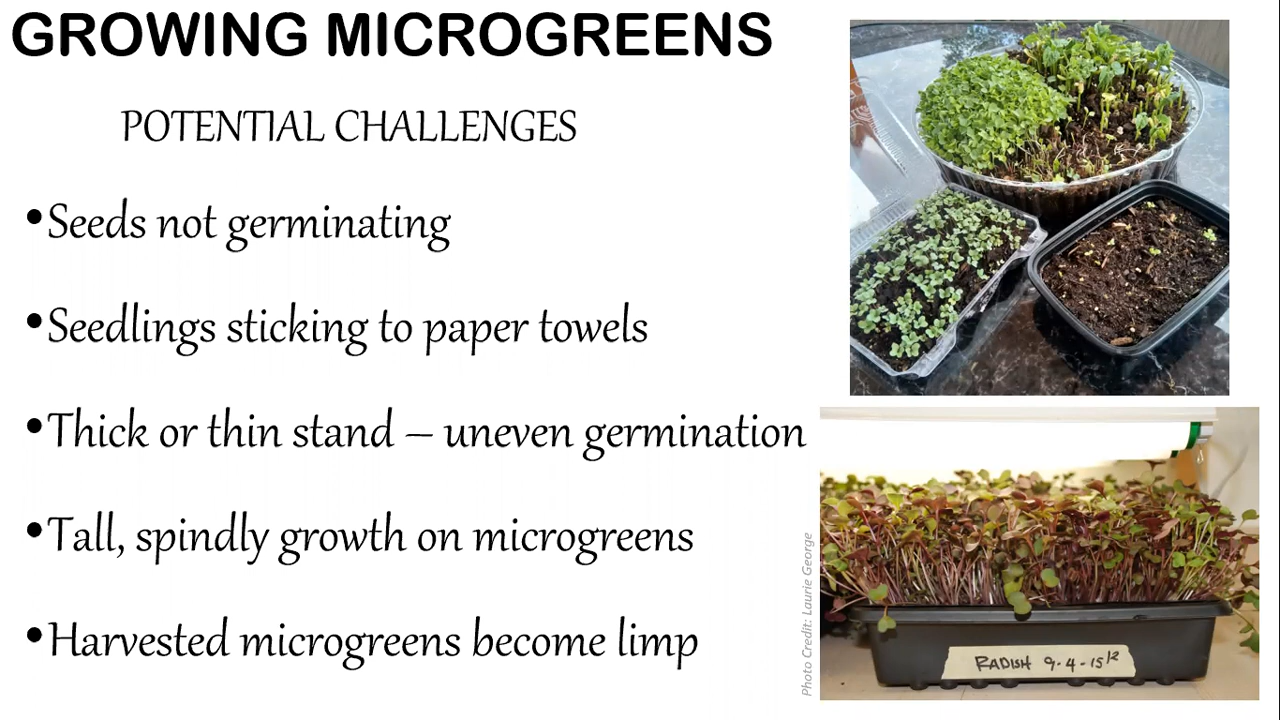 GROWING MICROGREENS
POTENTIAL CHALLENGES
•Seeds not germinating
•Seedlings sticking to paper towels
•Thick or thin stand – uneven germination
•Tall, spindly growth on microgreens
•Harvested microgreens become limp
Photo Credit: Laurie George
RADISH 9-4-15